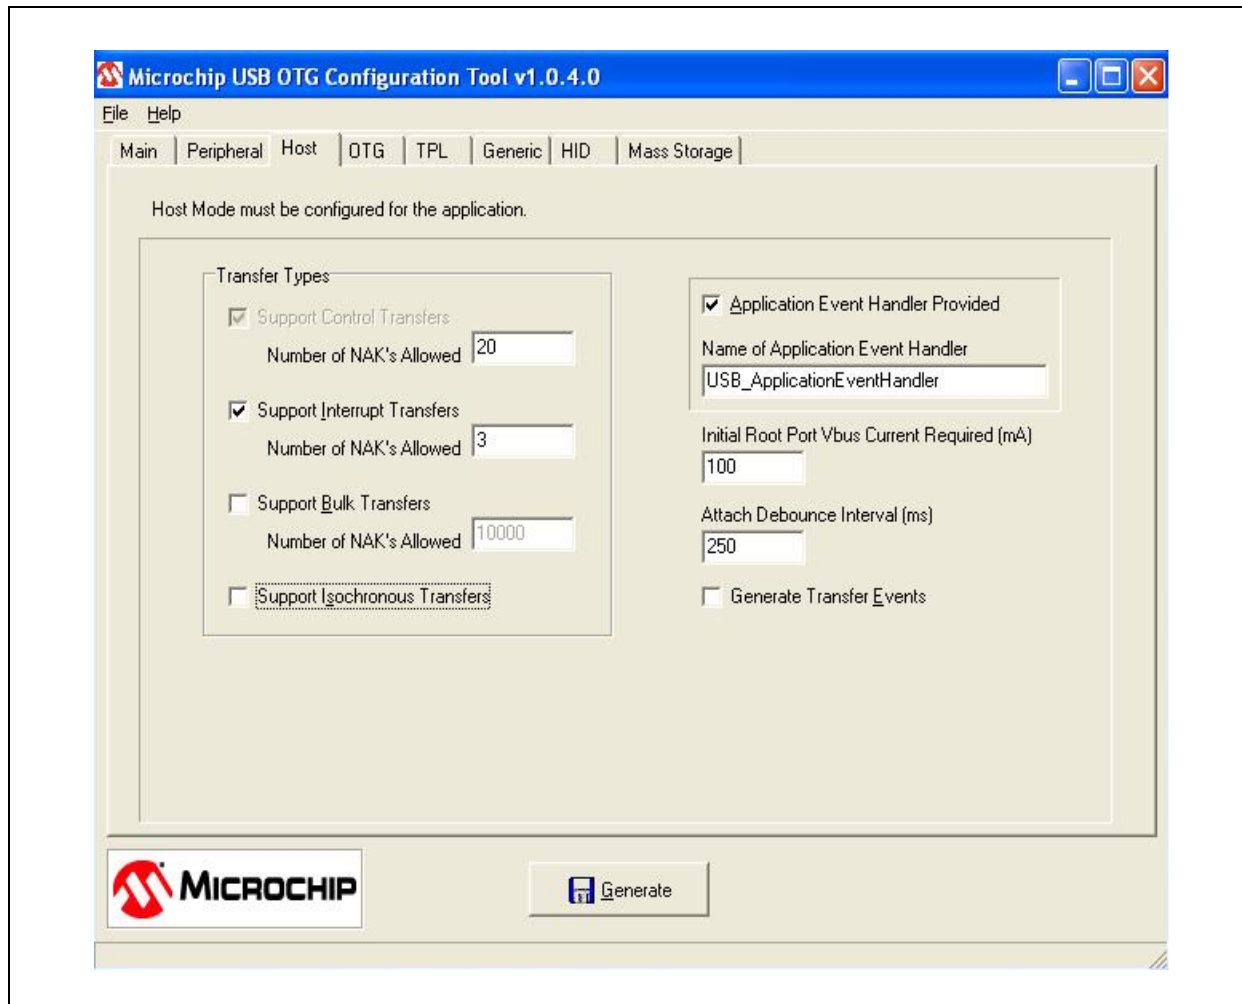 Microchip USB OTG Configuration Tool v1.0.4.0
File Help
Main Peripheral Host OTG TPL Generic HID Mass Storage
Host Mode must be configured for the application.
Transfer Types
Support Control Transfers
Number of NAK's Allowed 20
Support Interrupt Transfers
Number of NAK's Allowed 3
Support Bulk Transfers
Number of NAK's Allowed 10000
Support Isochronous Transfers
Application Event Handler Provided
Name of Application Event Handler
USB_ApplicationEventHandler
Initial Root Port Vbus Current Required (mA)
100
Attach Debounce Interval (ms)
250
Generate Transfer Events
MICROCHIP
Generate